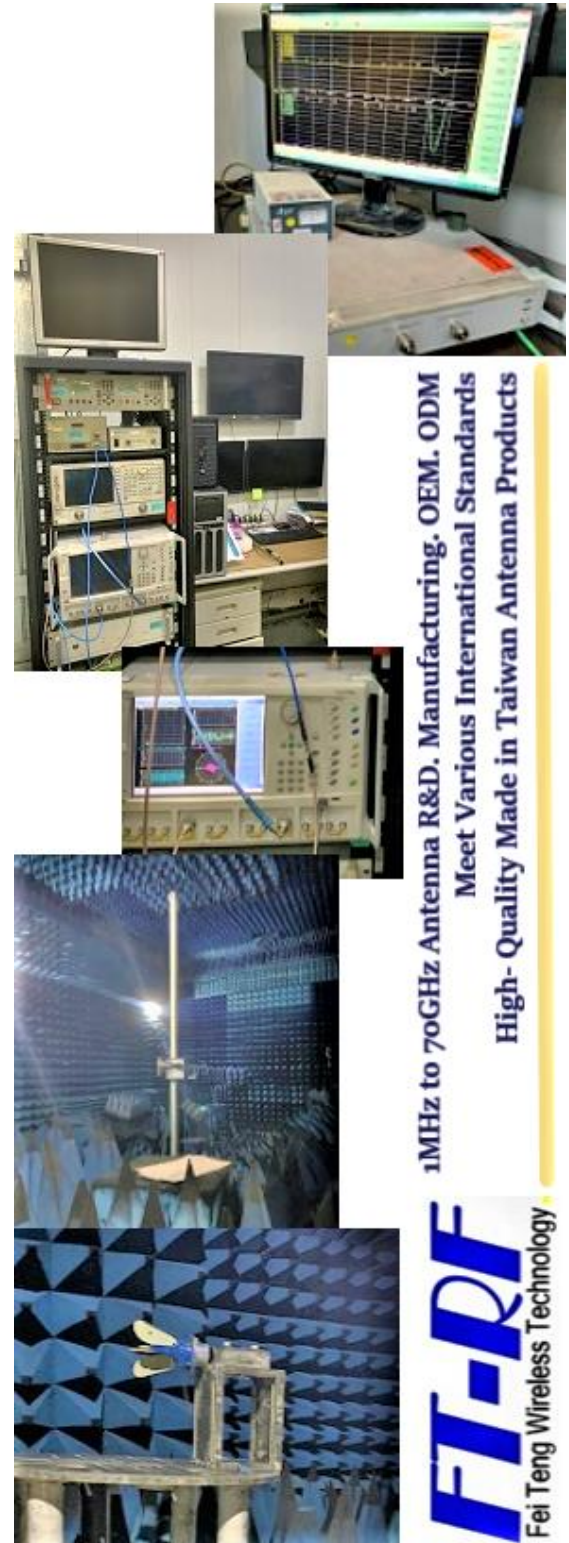 FT-RF
Fei Teng Wireless Technology
1MHz to 70GHz Antenna R&D. Manufacturing. OEM. ODM
Meet Various International Standards
High- Quality Made in Taiwan Antenna Products